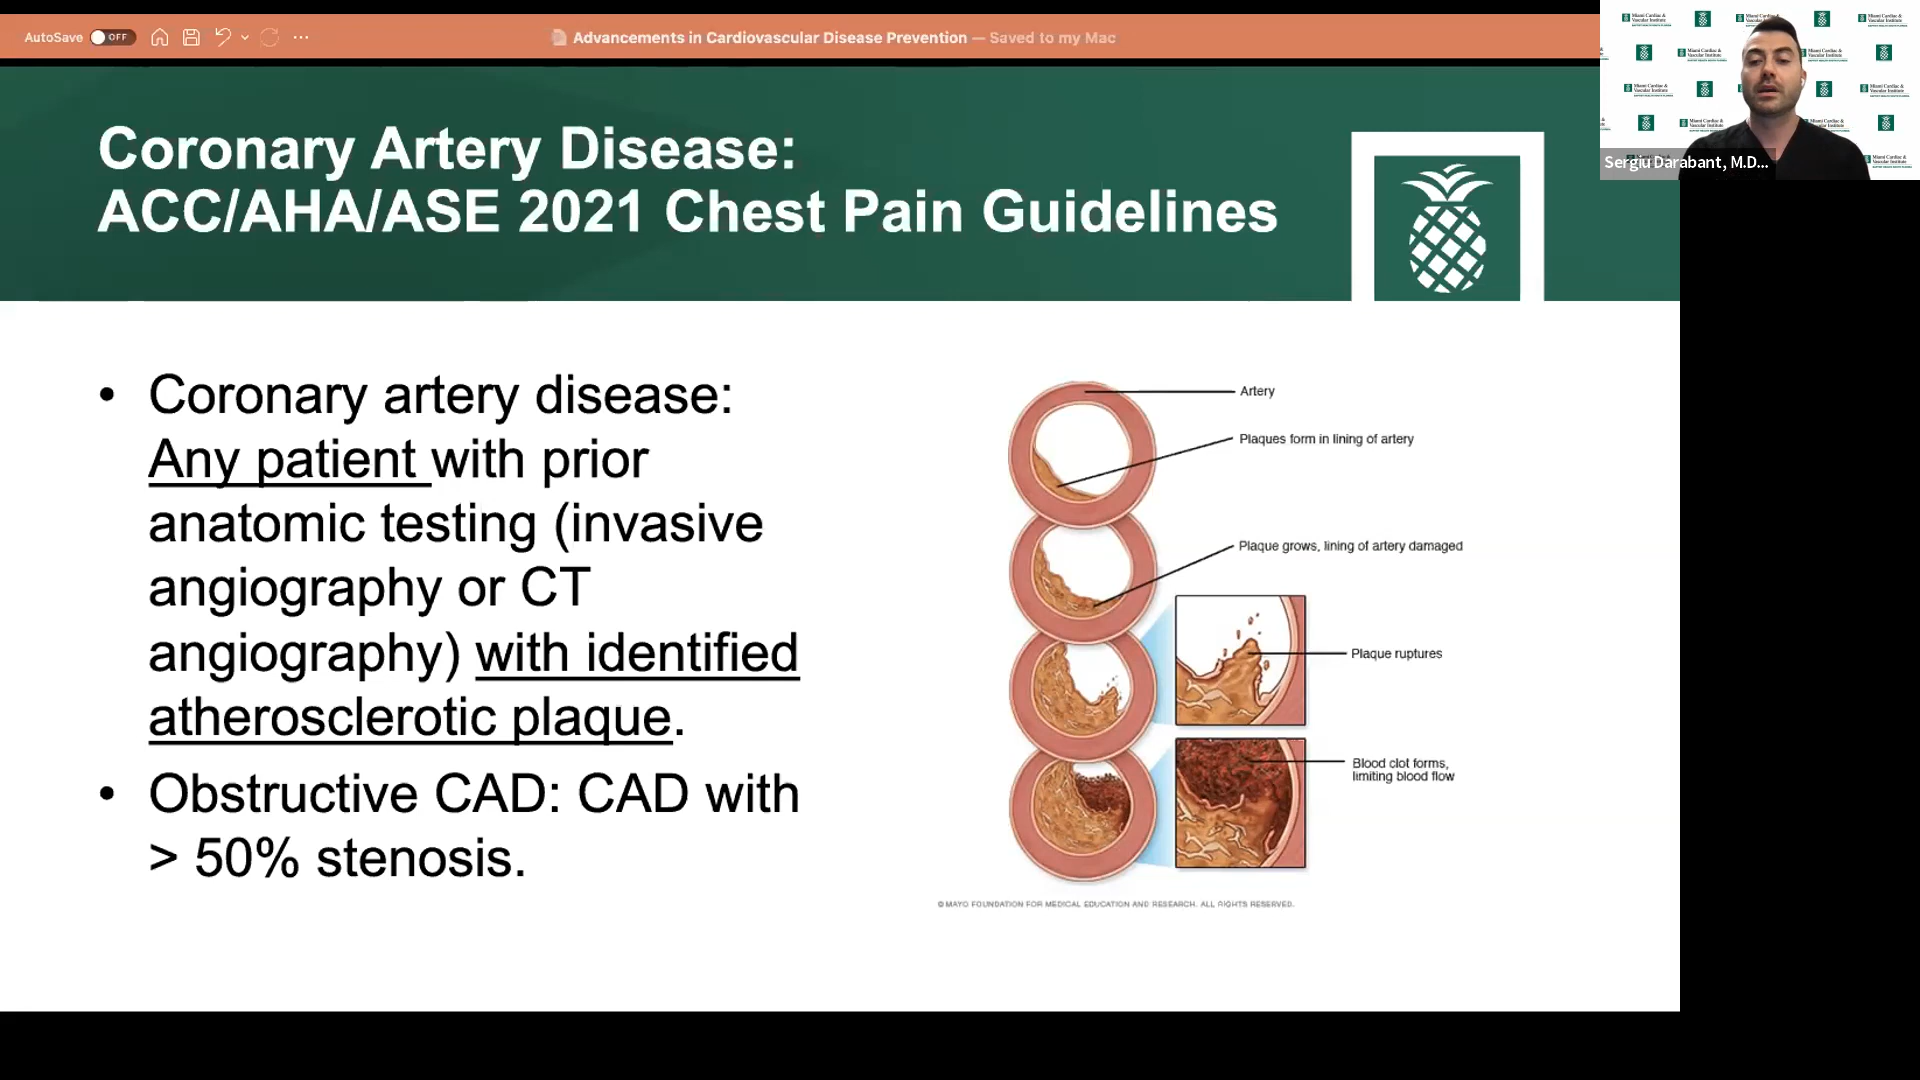 AutoSave OFF
Advancements in Cardiovascular Disease Prevention — Saved to my Mac
Coronary Artery Disease:
ACC/AHA/ASE 2021 Chest Pain Guidelines
• Coronary artery disease:
Any patient with prior
anatomic testing (invasive
angiography or CT
angiography) with identified
atherosclerotic plaque.
• Obstructive CAD: CAD with
> 50% stenosis.
Artery
Plaques form in lining of artery
Plaque grows, lining of artery damaged
Plaque ruptures
Blood clot forms,
limiting blood flow
© MAYO FOUNDATION FOR MEDICAL EDUCATION AND RESEARCH. ALL RIGHTS RESERVED.
Miami Cardiac &
Vascular Institute
Sergiu Darabant, M.D...